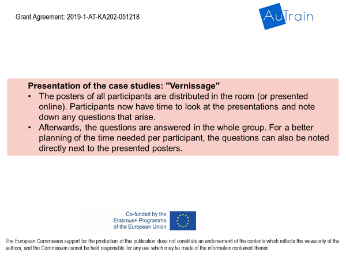 Grant Agreement: 2019-1-AT-KA202-051218
AuTrain
Presentation of the case studies: "Vernissage"
• The posters of all participants are distributed in the room (or presented
online). Participants now have time to look at the presentations and note
down any questions that arise.
• Afterwards, the questions are answered in the whole group. For a better
planning of the time needed per participant, the questions can also be noted
directly next to the presented posters.
Co-funded by the
Erasmus+ Programme
of the European Union
The European Commission support for the production of this publication does not constitute an endorsement of the contents which reflects the views only of the
authors, and the Commission cannot be held responsible for any use which may be made of the information contained therein